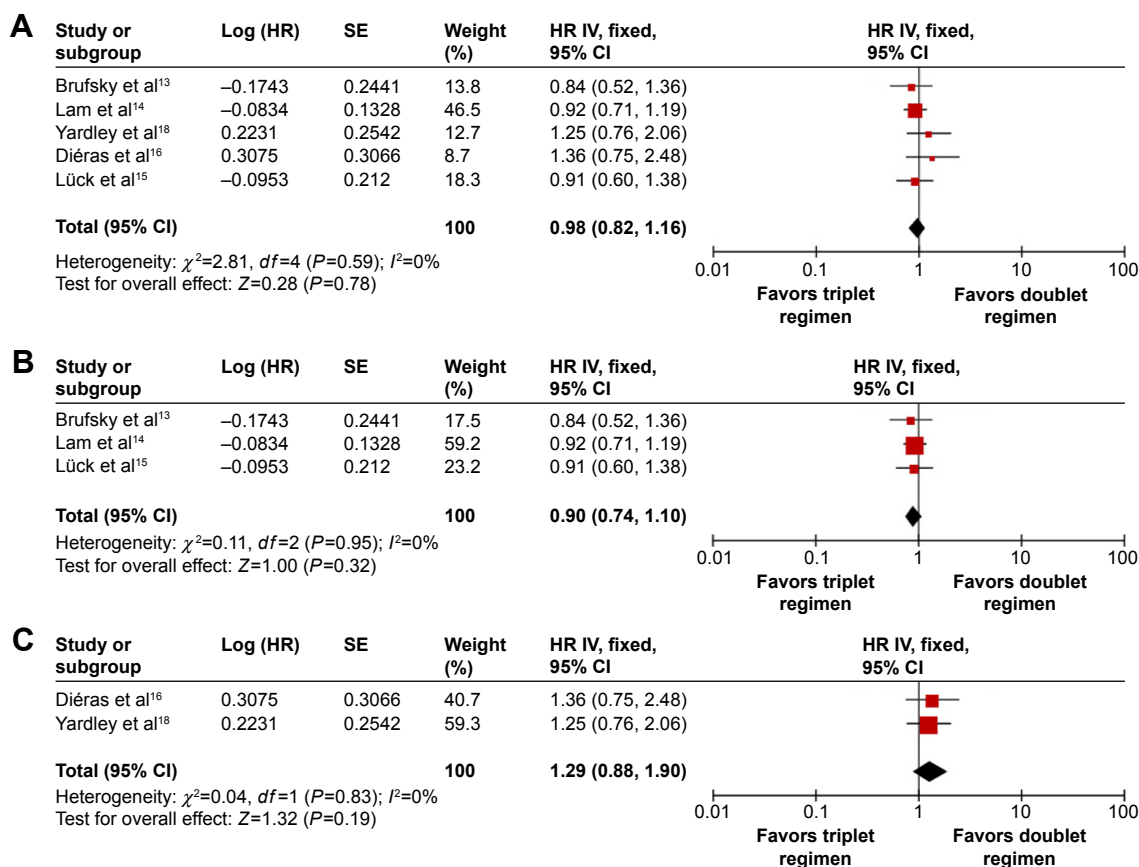 A
Study or subgroup Log (HR) SE Weight (%) HR IV, fixed, 95% CI HR IV, fixed, 95% CI
Brufsky et al13 –0.1743 0.2441 13.8 0.84 (0.52, 1.36)
Lam et al14 –0.0834 0.1328 46.5 0.92 (0.71, 1.19)
Yardley et al18 0.2231 0.2542 12.7 1.25 (0.76, 2.06)
Diéras et al16 0.3075 0.3066 8.7 1.36 (0.75, 2.48)
Lück et al15 –0.0953 0.212 18.3 0.91 (0.60, 1.38)
Total (95% CI) 100 0.98 (0.82, 1.16)
Heterogeneity: χ2=2.81, df=4 (P=0.59); I2=0%
Test for overall effect: Z=0.28 (P=0.78)
0.01 0.1 1 10 100
Favors triplet regimen Favors doublet regimen
B
Study or subgroup Log (HR) SE Weight (%) HR IV, fixed, 95% CI HR IV, fixed, 95% CI
Brufsky et al13 –0.1743 0.2441 17.5 0.84 (0.52, 1.36)
Lam et al14 –0.0834 0.1328 59.2 0.92 (0.71, 1.19)
Lück et al15 –0.0953 0.212 23.2 0.91 (0.60, 1.38)
Total (95% CI) 100 0.90 (0.74, 1.10)
Heterogeneity: χ2=0.11, df=2 (P=0.95); I2=0%
Test for overall effect: Z=1.00 (P=0.32)
0.01 0.1 1 10 100
Favors triplet regimen Favors doublet regimen
C
Study or subgroup Log (HR) SE Weight (%) HR IV, fixed, 95% CI HR IV, fixed, 95% CI
Diéras et al16 0.3075 0.3066 40.7 1.36 (0.75, 2.48)
Yardley et al18 0.2231 0.2542 59.3 1.25 (0.76, 2.06)
Total (95% CI) 100 1.29 (0.88, 1.90)
Heterogeneity: χ2=0.04, df=1 (P=0.83); I2=0%
Test for overall effect: Z=1.32 (P=0.19)
0.01 0.1 1 10 100
Favors triplet regimen Favors doublet regimen